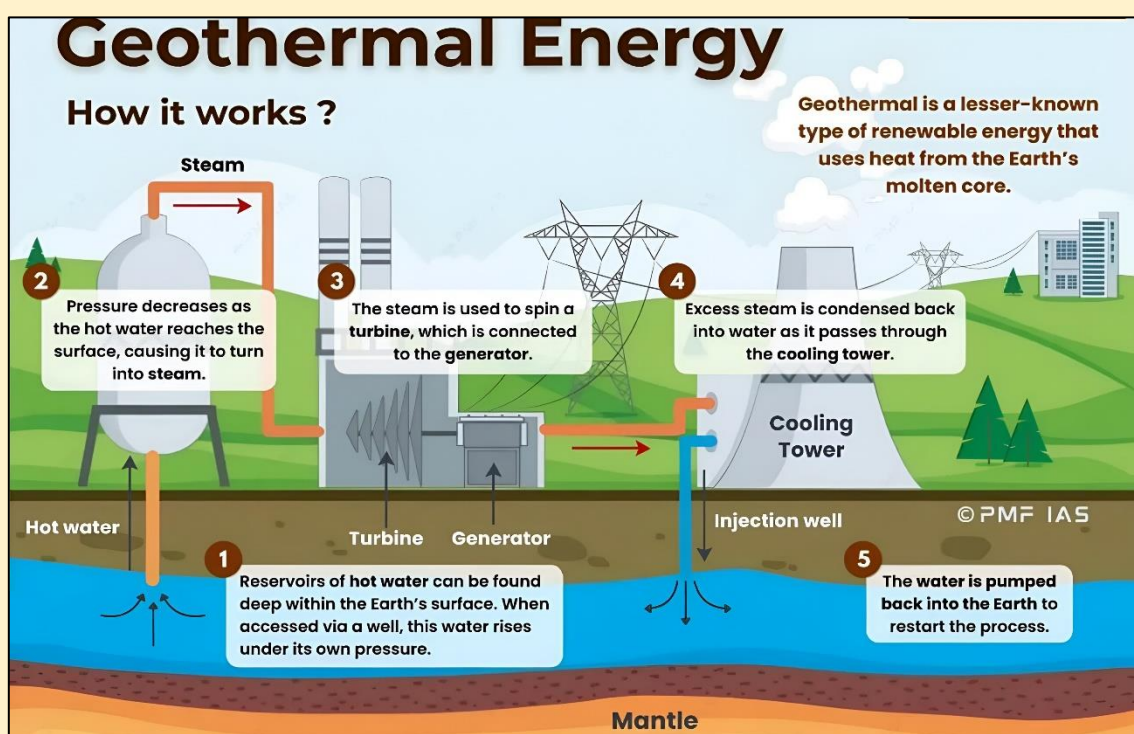 Geothermal Energy
How it works ?
Geothermal is a lesser-known
type of renewable energy that
uses heat from the Earth's
molten core.
Steam
2
Pressure decreases as
the hot water reaches the
surface, causing it to turn
into steam.
3
The steam is used to spin a
turbine, which is connected
to the generator.
4
Excess steam is condensed back
into water as it passes through
the cooling tower.
Cooling
Tower
Hot water
Turbine
Generator
Injection well
© PMF IAS
1
Reservoirs of hot water can be found
deep within the Earth's surface. When
accessed via a well, this water rises
under its own pressure.
5
The water is pumped
back into the Earth to
restart the process.
Mantle